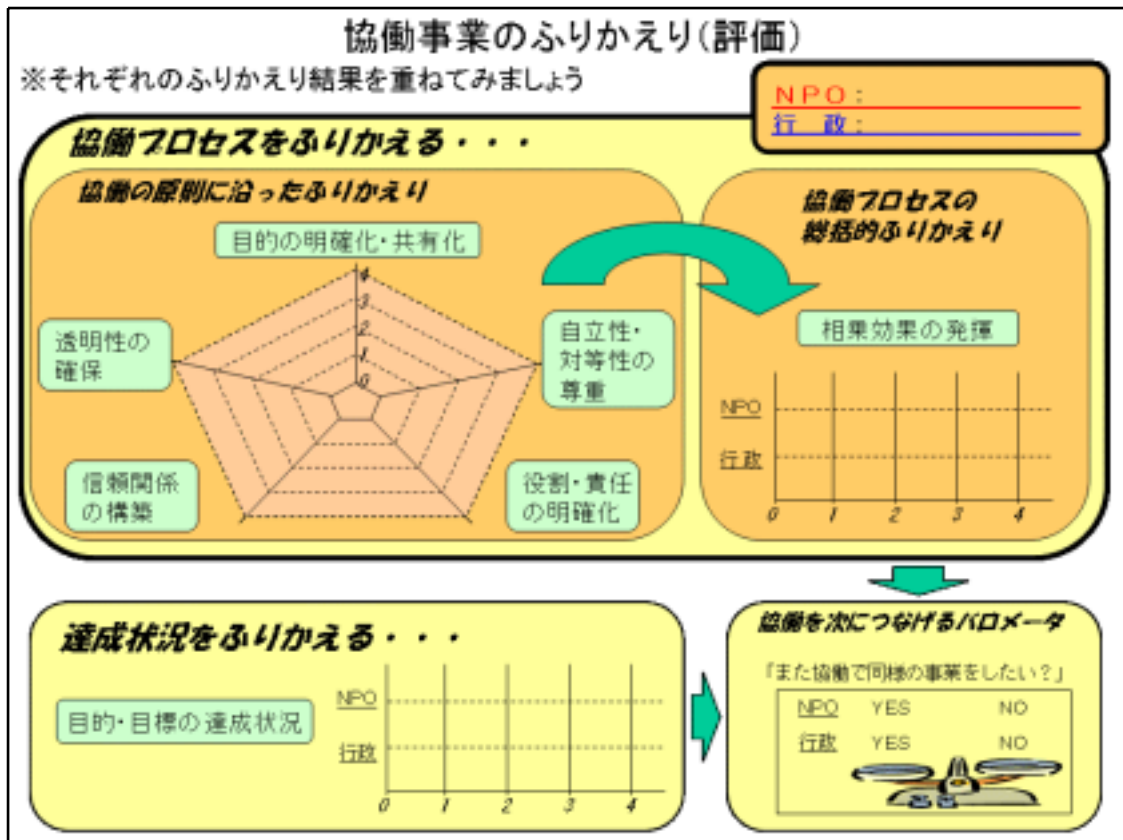 協働事業のふりかえり(評価)
※それぞれのふりかえり結果を重ねてみましょう
NPO:
行 政:
協働プロセスをふりかえる・・・
協働の原則に沿ったふりかえり
目的の明確化・共有化
4
3
2
1
0
透明性の
確保
自立性・
対等性の
尊重
信頼関係
の構築
役割・責任
の明確化
協働プロセスの
総括的ふりかえり
相乗効果の発揮
NPO
行政
0 1 2 3 4
達成状況をふりかえる・・・
目的・目標の達成状況
NPO
行政
0 1 2 3 4
協働を次につなげるバロメータ
「また協働で同様の事業をしたい？」
NPO YES NO
行政 YES NO